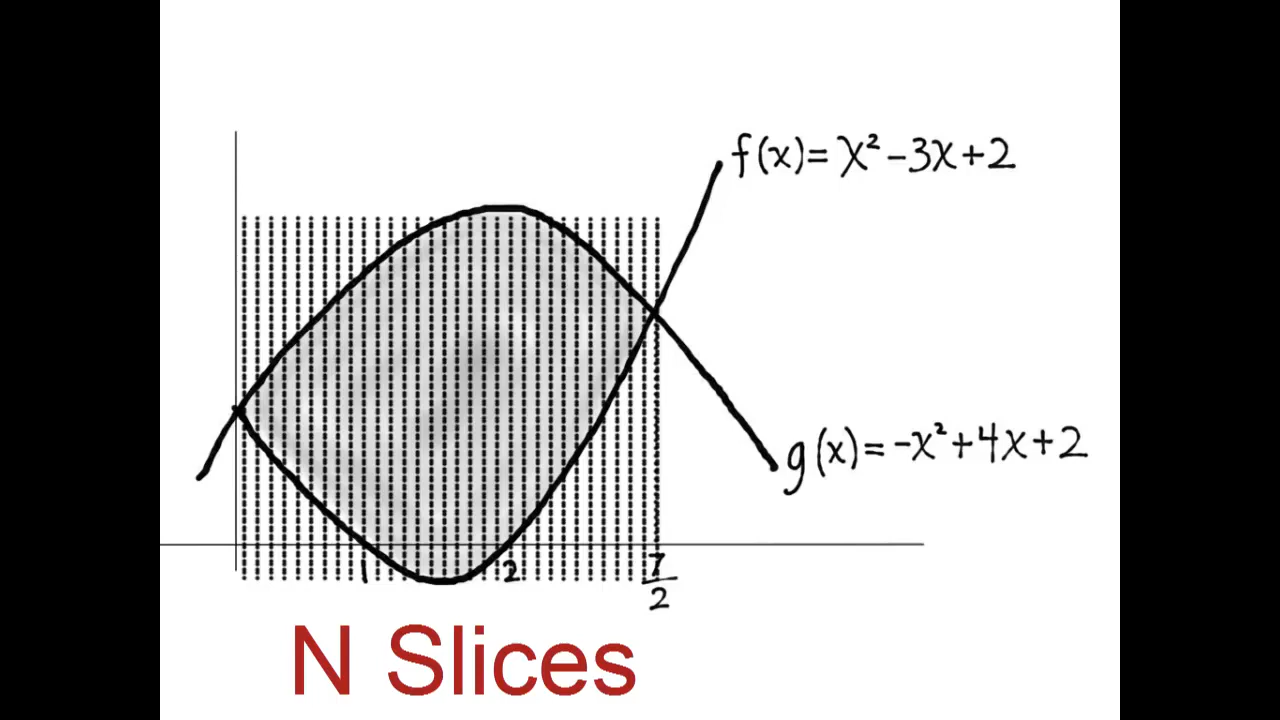 f(x)= x²-3x+2
g(x)= -x²+4x+2
1 2 7/2
N Slices